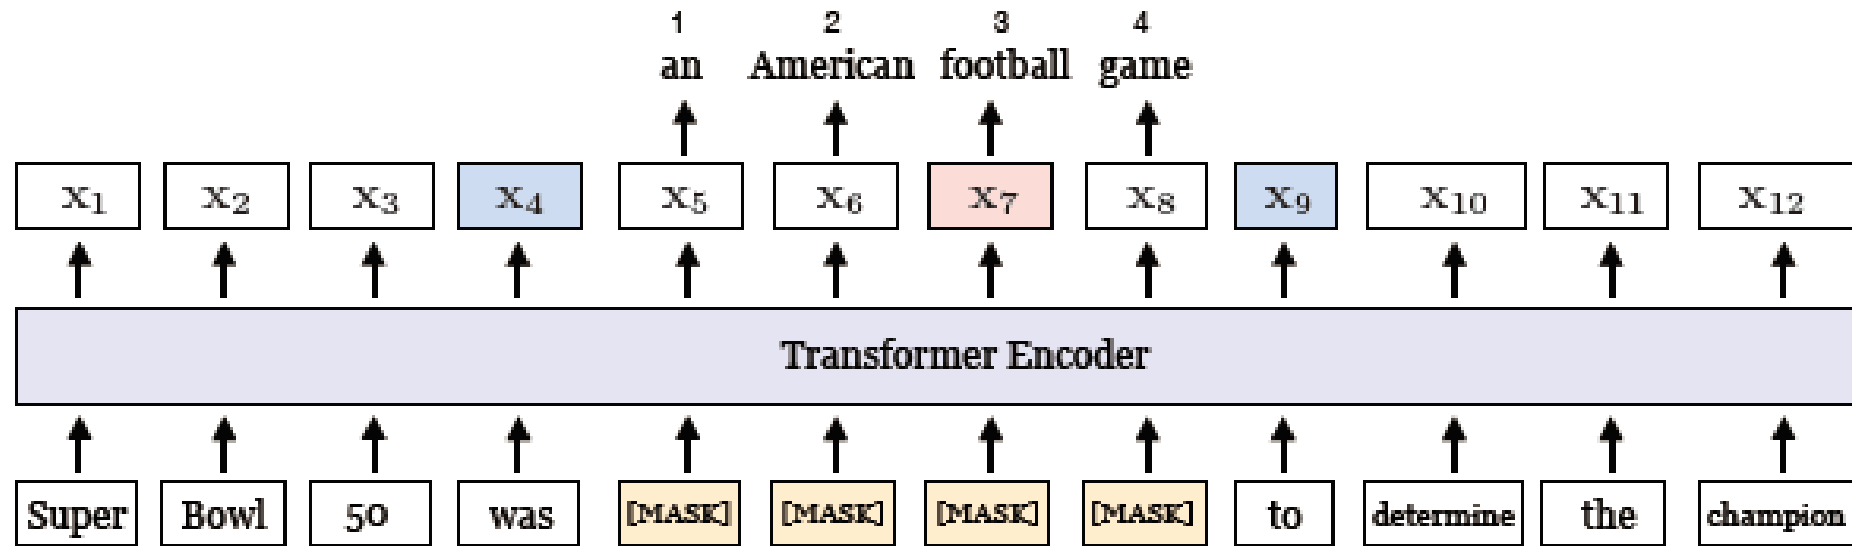 1 2 3 4
an American football game
x₁ x₂ x₃ x₄ x₅ x₆ x₇ x₈ x₉ x₁₀ x₁₁ x₁₂
Transformer Encoder
Super Bowl 50 was [MASK] [MASK] [MASK] [MASK] to determine the champion